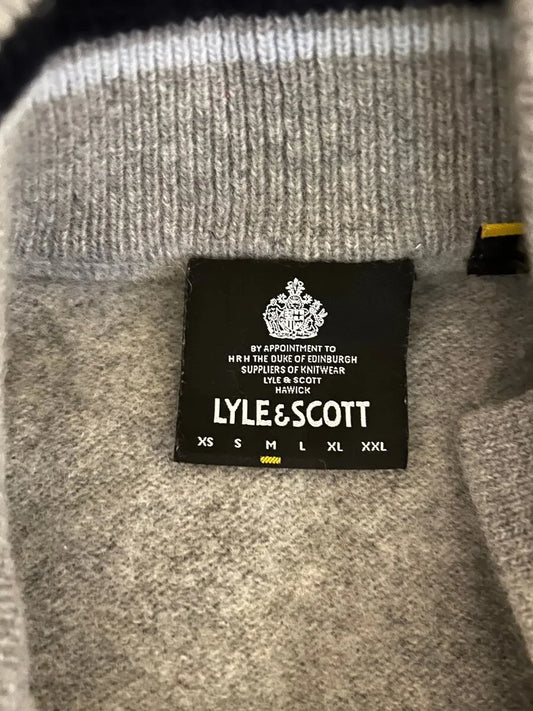 BY APPOINTMENT TO
HRH THE DUKE OF EDINBURGH
SUPPLIERS OF KNITWEAR
LYLE & SCOTT
HAWICK
LYLE&SCOTT
XS S M L XL XXL